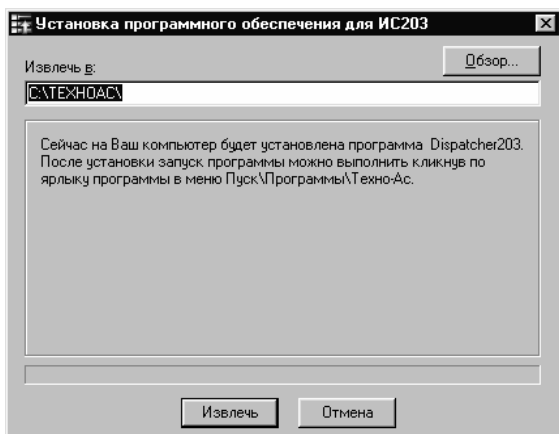 Установка программного обеспечения для ИС203
Обзор...
Извлечь в:
C:\ТЕХНОАС\
Сейчас на Ваш компьютер будет установлена программа Dispatcher203.
После установки запуск программы можно выполнить кликнув по
ярлыку программы в меню Пуск\Программы\Техно-Ас.
Извлечь
Отмена